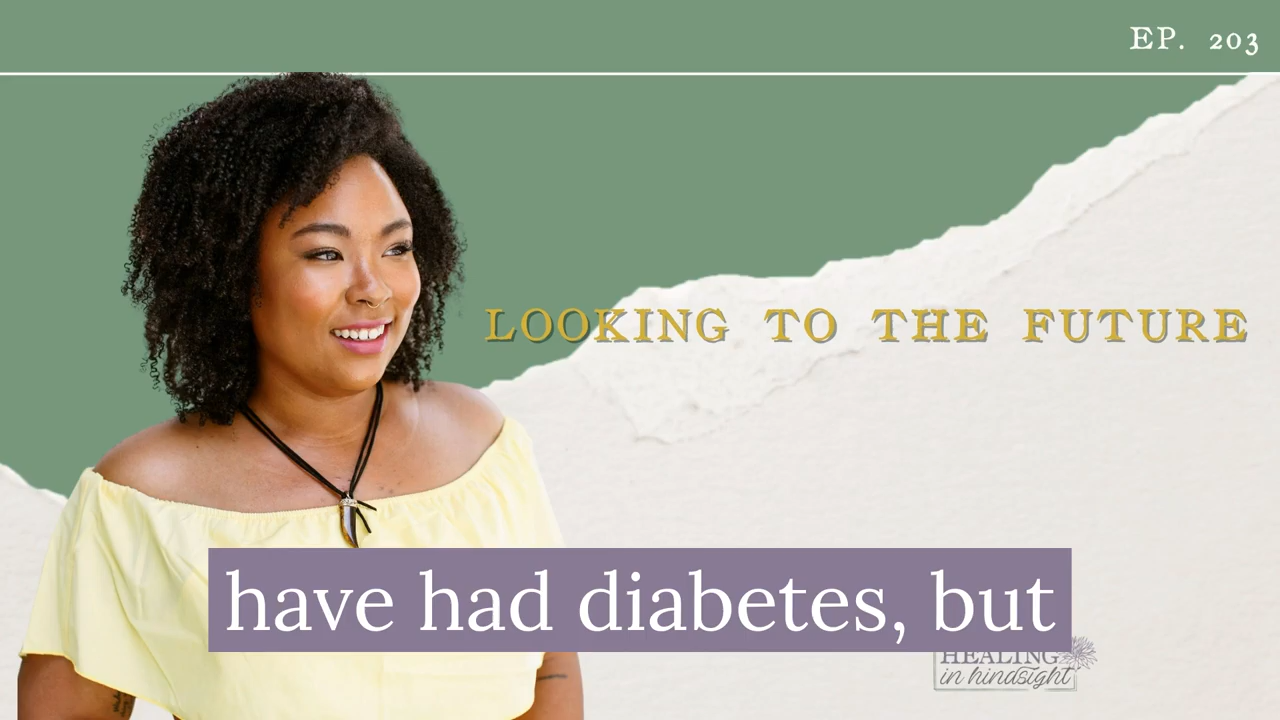 EP. 203
LOOKING TO THE FUTURE
have had diabetes, but
HEALING
in hindsight